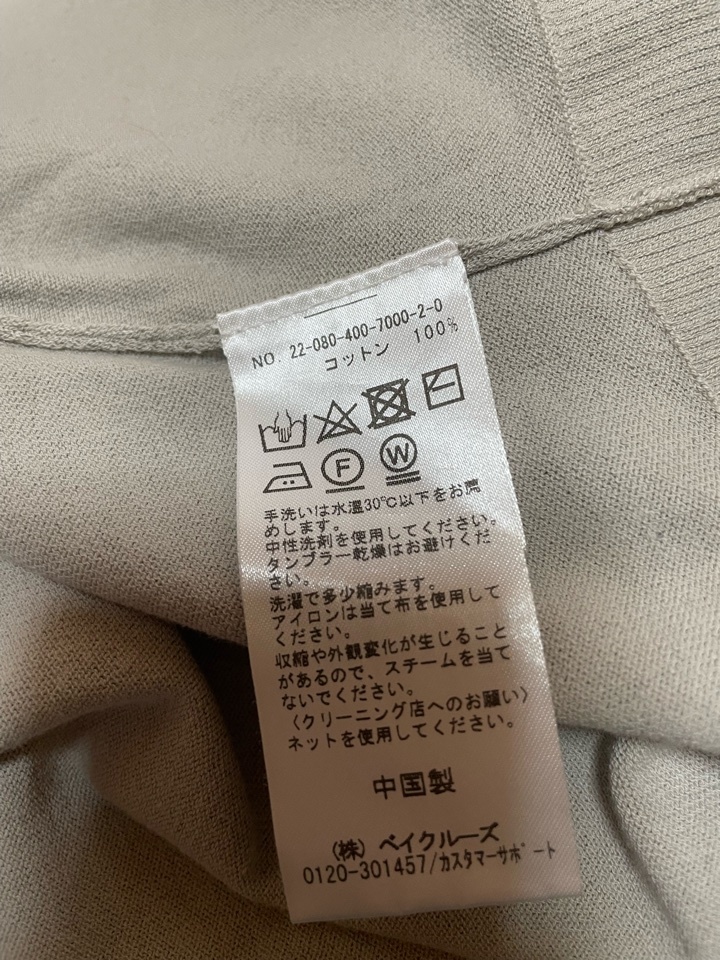 NO. 22-080-400-7000-2-0
コットン 100%
F W
手洗いは水温30℃以下をお薦
めします。
中性洗剤を使用してください。
タンブラー乾燥はお避けくだ
さい。
洗濯で多少縮みます。
アイロンは当て布を使用して
ください。
収縮や外観変化が生じること
があるので、スチームを当て
ないでください。
〈クリーニング店へのお願い〉
ネットを使用してください。
中国製
(株) ベイクルーズ
0120-301457/カスタマーサポート